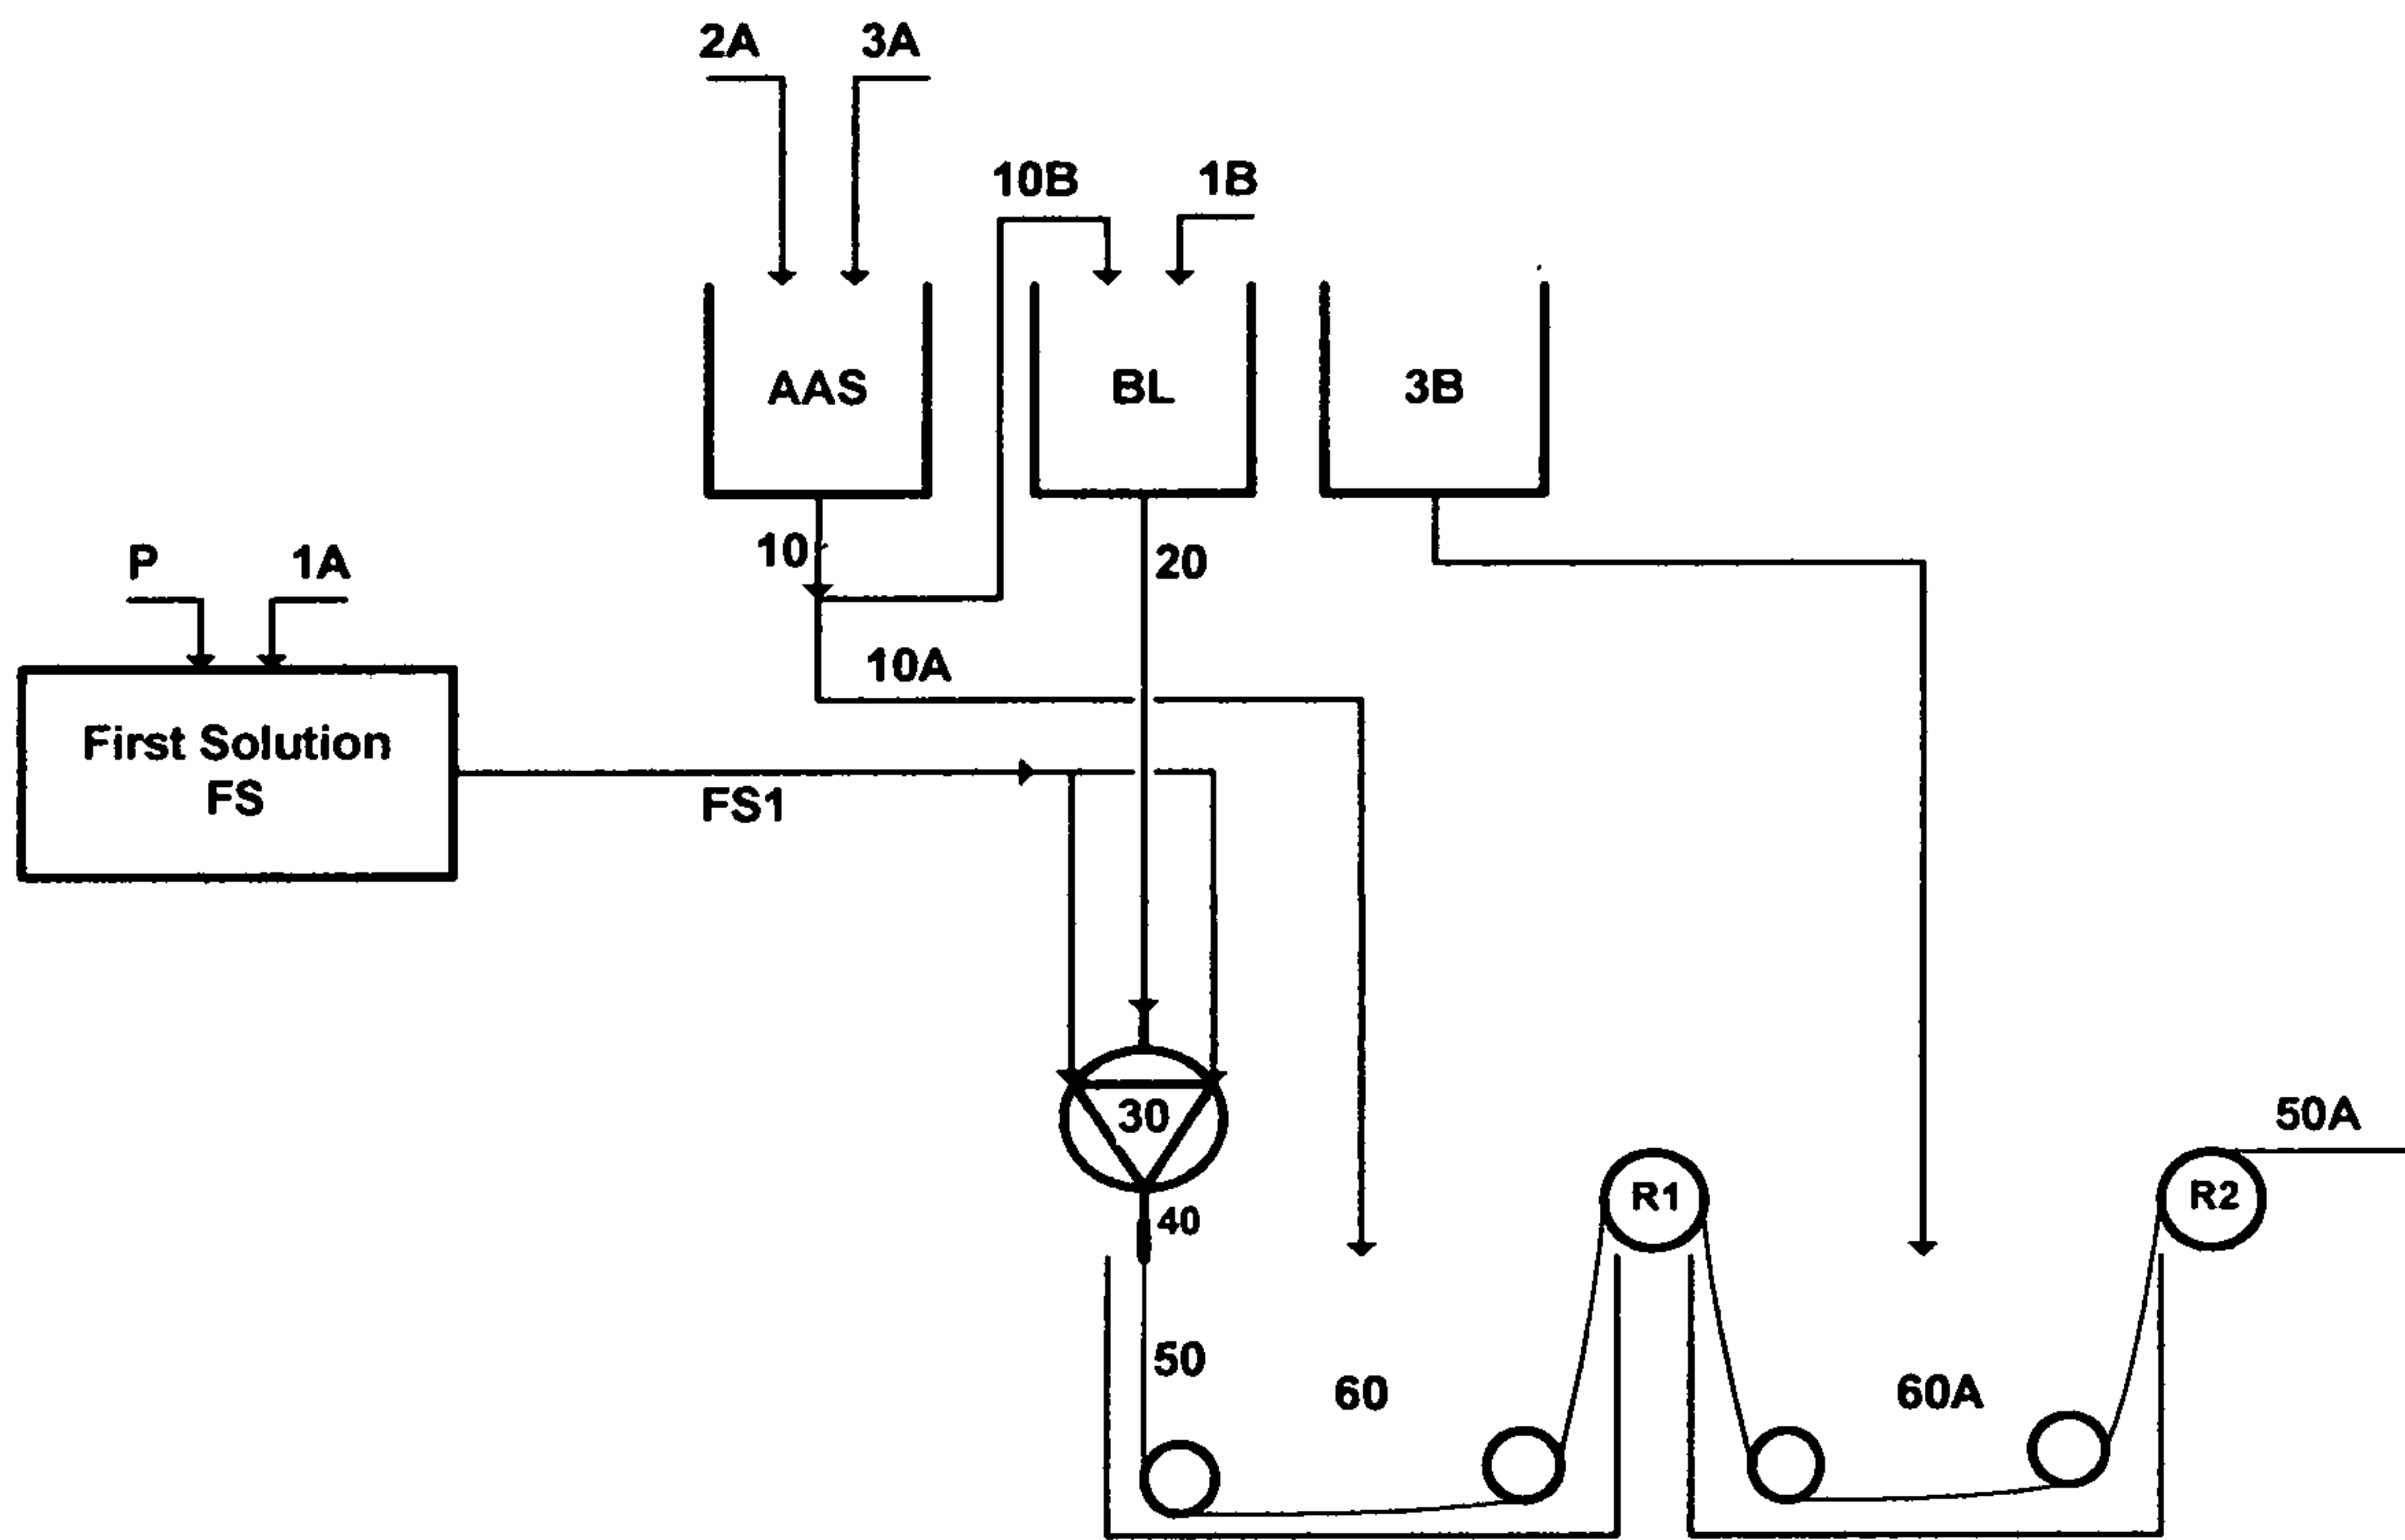 2A
3A
10B
1B
AAS
BL
3B
10
20
P
1A
10A
First Solution
FS
FS1
30
40
50A
R1
R2
50
60
60A